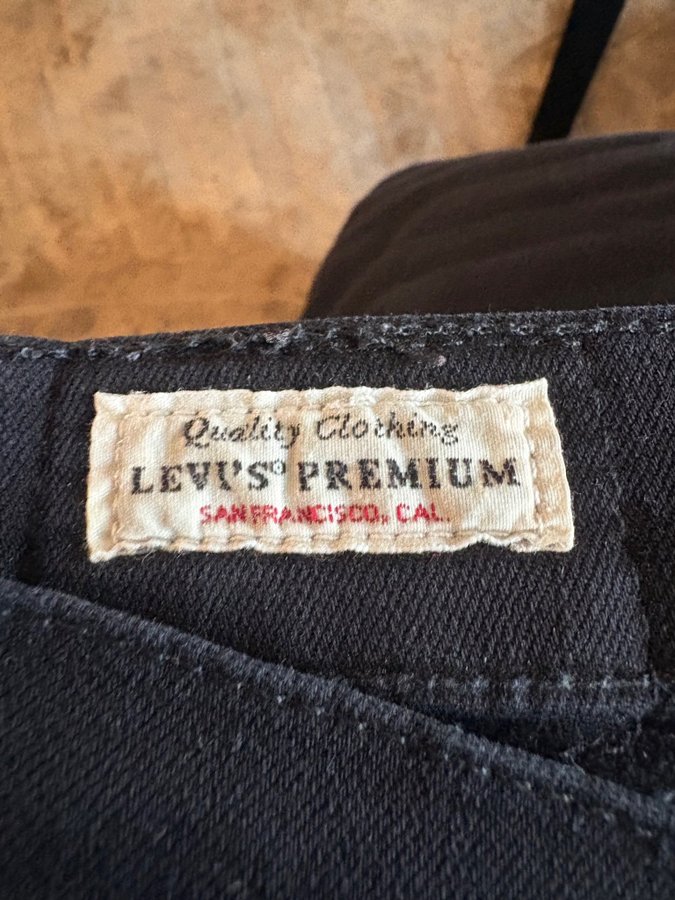 Quality Clothing
LEVI'S® PREMIUM
SAN FRANCISCO, CAL.